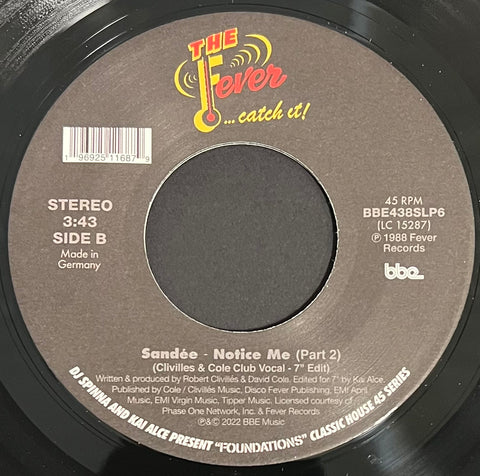 THE
Fever
...catch it!
1 96925 11687 9
STEREO
3:43
SIDE B
Made in
Germany
45 RPM
BBE438SLP6
(LC 15287)
℗ 1988 Fever
Records
bbe
Sandée - Notice Me (Part 2)
(Clivilles & Cole Club Vocal - 7" Edit)
Written & produced by Robert Clivillés & David Cole. Edited for 7" by Kai Alce.
Published by Cole / Clivilés Music, Disco Fever Publishing, EMI April
Music, EMI Virgin Music, Tipper Music. Licensed courtesy of
Phase One Network, Inc. & Fever Records
℗&© 2022 BBE Music
DJ SPINNA AND KAI ALCE PRESENT "FOUNDATIONS" CLASSIC HOUSE 45 SERIES